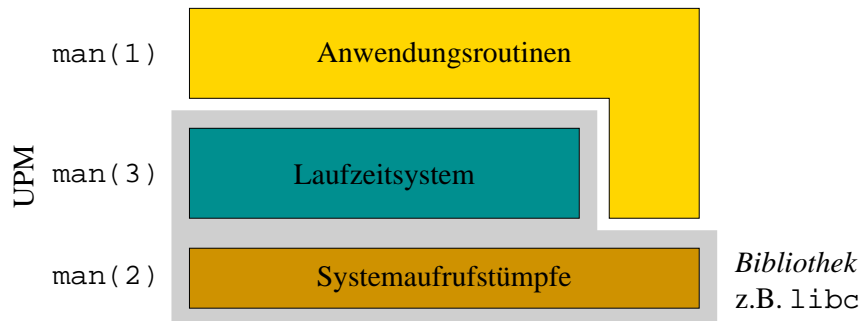 man(1)
Anwendungsroutinen
UPM
man(3)
Laufzeitsystem
man(2)
Systemaufrufstümpfe
Bibliothek
z.B. libc